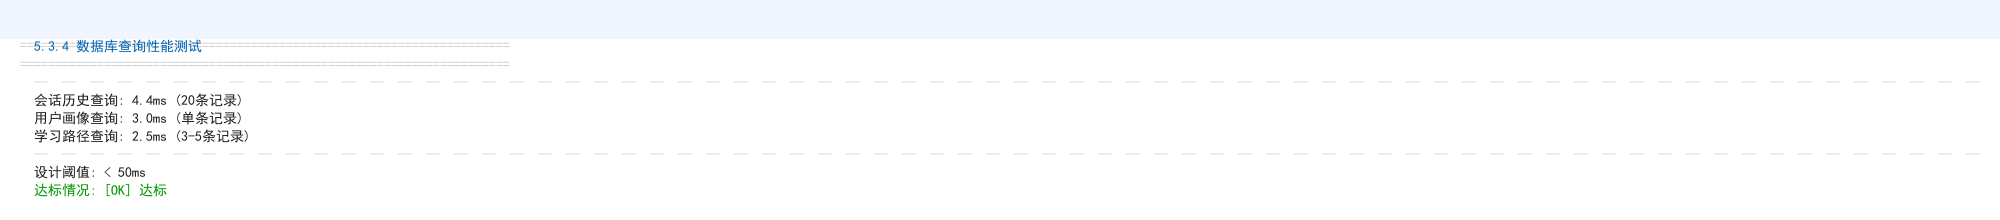 5.3.4 数据库查询性能测试
======================================================================
======================================================================
— — — — — — — — — — — — — — — — — — — — — — — — — — — — — — — — — — — — — — — — — — — — — — — — — — — — — — — — — — — — — — — — — — — — — —
会话历史查询: 4.4ms (20条记录)
用户画像查询: 3.0ms (单条记录)
学习路径查询: 2.5ms (3-5条记录)
— — — — — — — — — — — — — — — — — — — — — — — — — — — — — — — — — — — — — — — — — — — — — — — — — — — — — — — — — — — — — — — — — — — — — —
设计阈值: < 50ms
达标情况: [OK] 达标